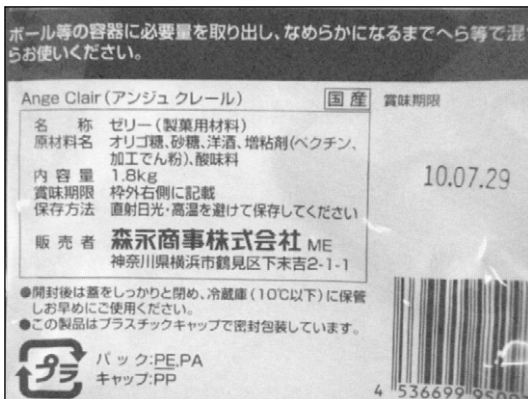 ボール等の容器に必要量を取り出し、なめらかになるまでへら等で混
らお使いください。
Ange Clair（アンジュ クレール） 国産 賞味期限
名称 ゼリー（製菓用材料）
原材料名 オリゴ糖、砂糖、洋酒、増粘剤（ペクチン、
加工でん粉）、酸味料
内容量 1.8kg
賞味期限 枠外右側に記載
保存方法 直射日光・高温を避けて保存してください
10.07.29
販売者 森永商事株式会社 ME
神奈川県横浜市鶴見区下末吉2-1-1
●開封後は蓋をしっかりと閉め、冷蔵庫（10℃以下）に保管
しお早めにご使用ください。
●この製品はプラスチックキャップで密封包装しています。
プラ
パック:PE,PA
キャップ:PP
4 536699